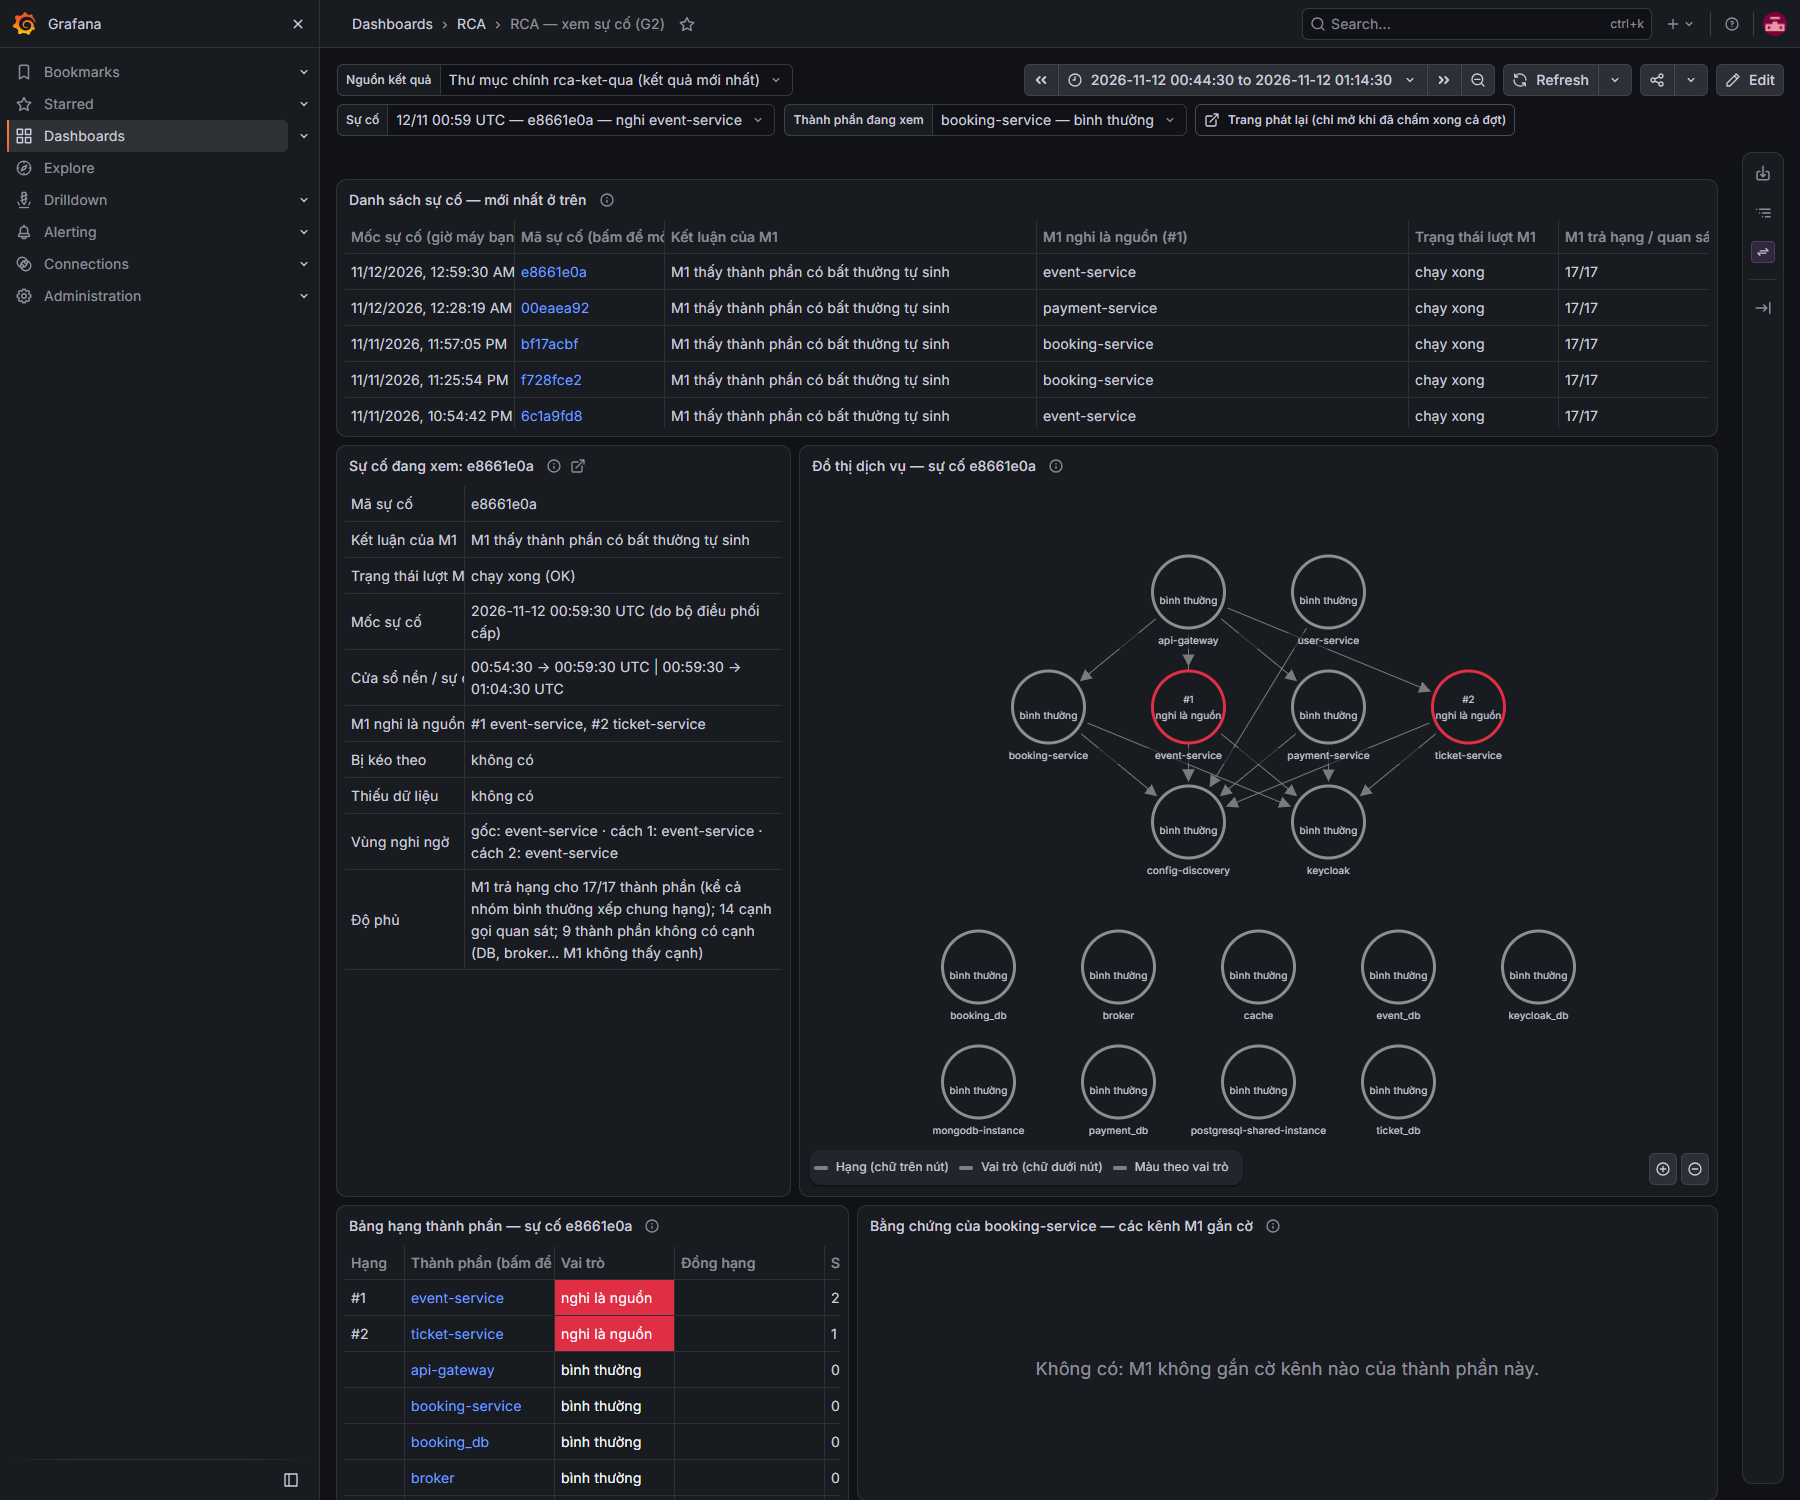 Grafana
Dashboards › RCA › RCA — xem sự cố (G2)
Search...
ctrl+k
Bookmarks
Starred
Dashboards
Explore
Drilldown
Alerting
Connections
Administration
Nguồn kết quả
Thư mục chính rca-ket-qua (kết quả mới nhất)
2026-11-12 00:44:30 to 2026-11-12 01:14:30
Refresh
Edit
Sự cố
12/11 00:59 UTC — e8661e0a — nghi event-service
Thành phần đang xem
booking-service — bình thường
Trang phát lại (chỉ mở khi đã chấm xong cả đợt)
Danh sách sự cố — mới nhất ở trên
Mốc sự cố (giờ máy bạn
Mã sự cố (bấm để mở
Kết luận của M1
M1 nghi là nguồn (#1)
Trạng thái lượt M1
M1 trả hạng / quan sá
11/12/2026, 12:59:30 AM e8661e0a M1 thấy thành phần có bất thường tự sinh event-service chạy xong 17/17
11/12/2026, 12:28:19 AM 00eaea92 M1 thấy thành phần có bất thường tự sinh payment-service chạy xong 17/17
11/11/2026, 11:57:05 PM bf17acbf M1 thấy thành phần có bất thường tự sinh booking-service chạy xong 17/17
11/11/2026, 11:25:54 PM f728fce2 M1 thấy thành phần có bất thường tự sinh booking-service chạy xong 17/17
11/11/2026, 10:54:42 PM 6c1a9fd8 M1 thấy thành phần có bất thường tự sinh event-service chạy xong 17/17
Sự cố đang xem: e8661e0a
Mã sự cố e8661e0a
Kết luận của M1 M1 thấy thành phần có bất thường tự sinh
Trạng thái lượt M chạy xong (OK)
Mốc sự cố 2026-11-12 00:59:30 UTC (do bộ điều phối
cấp)
Cửa sổ nền / sự c 00:54:30 → 00:59:30 UTC | 00:59:30 →
01:04:30 UTC
M1 nghi là nguồn #1 event-service, #2 ticket-service
Bị kéo theo không có
Thiếu dữ liệu không có
Vùng nghi ngờ gốc: event-service · cách 1: event-service ·
cách 2: event-service
Độ phủ M1 trả hạng cho 17/17 thành phần (kể cả
nhóm bình thường xếp chung hạng); 14 cạnh
gọi quan sát; 9 thành phần không có cạnh
(DB, broker... M1 không thấy cạnh)
Đồ thị dịch vụ — sự cố e8661e0a
bình thường bình thường
api-gateway user-service
#1 #2
bình thường nghi là nguồn bình thường nghi là nguồn
booking-service event-service payment-service ticket-service
bình thường bình thường
config-discovery keycloak
bình thường bình thường bình thường bình thường bình thường
booking_db broker cache event_db keycloak_db
bình thường bình thường bình thường bình thường
mongodb-instance payment_db postgresql-shared-instance ticket_db
Hạng (chữ trên nút) Vai trò (chữ dưới nút) Màu theo vai trò
Bảng hạng thành phần — sự cố e8661e0a
Hạng Thành phần (bấm để Vai trò Đồng hạng S
#1 event-service nghi là nguồn 2
#2 ticket-service nghi là nguồn 1
api-gateway bình thường 0
booking-service bình thường 0
booking_db bình thường 0
broker bình thường 0
Bằng chứng của booking-service — các kênh M1 gắn cờ
Không có: M1 không gắn cờ kênh nào của thành phần này.